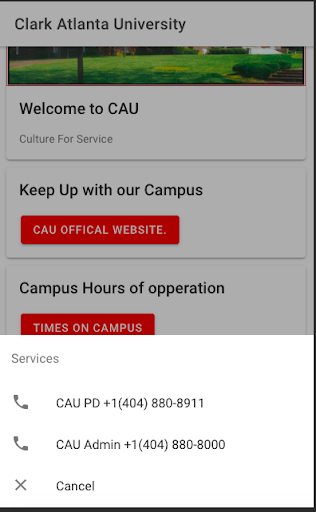 Clark Atlanta University
Welcome to CAU
Culture For Service
Keep Up with our Campus
CAU OFFICAL WEBSITE.
Campus Hours of opperation
TIMES ON CAMPUS
Services
CAU PD +1(404) 880-8911
CAU Admin +1(404) 880-8000
Cancel